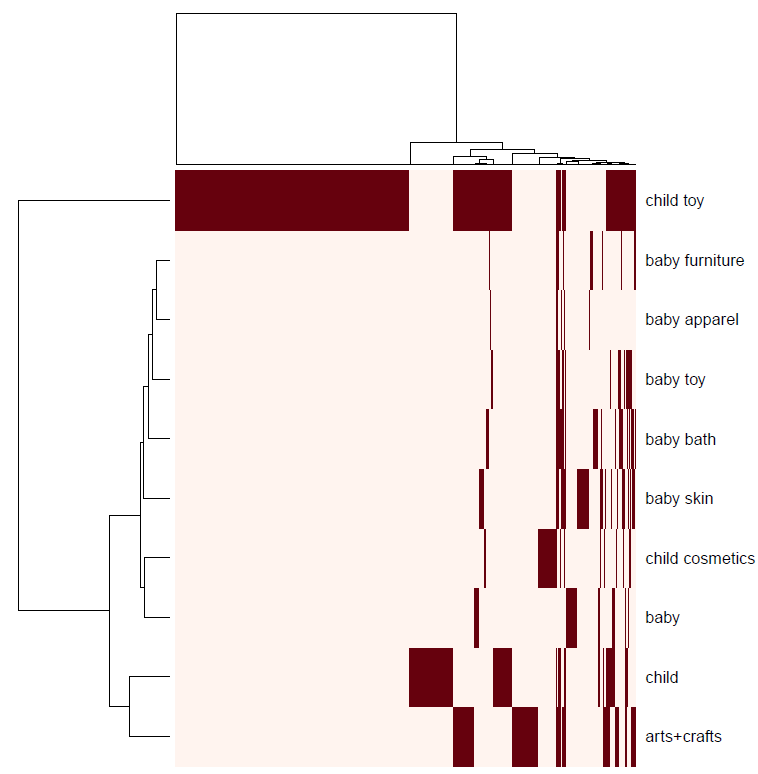 child toy
baby furniture
baby apparel
baby toy
baby bath
baby skin
child cosmetics
baby
child
arts+crafts